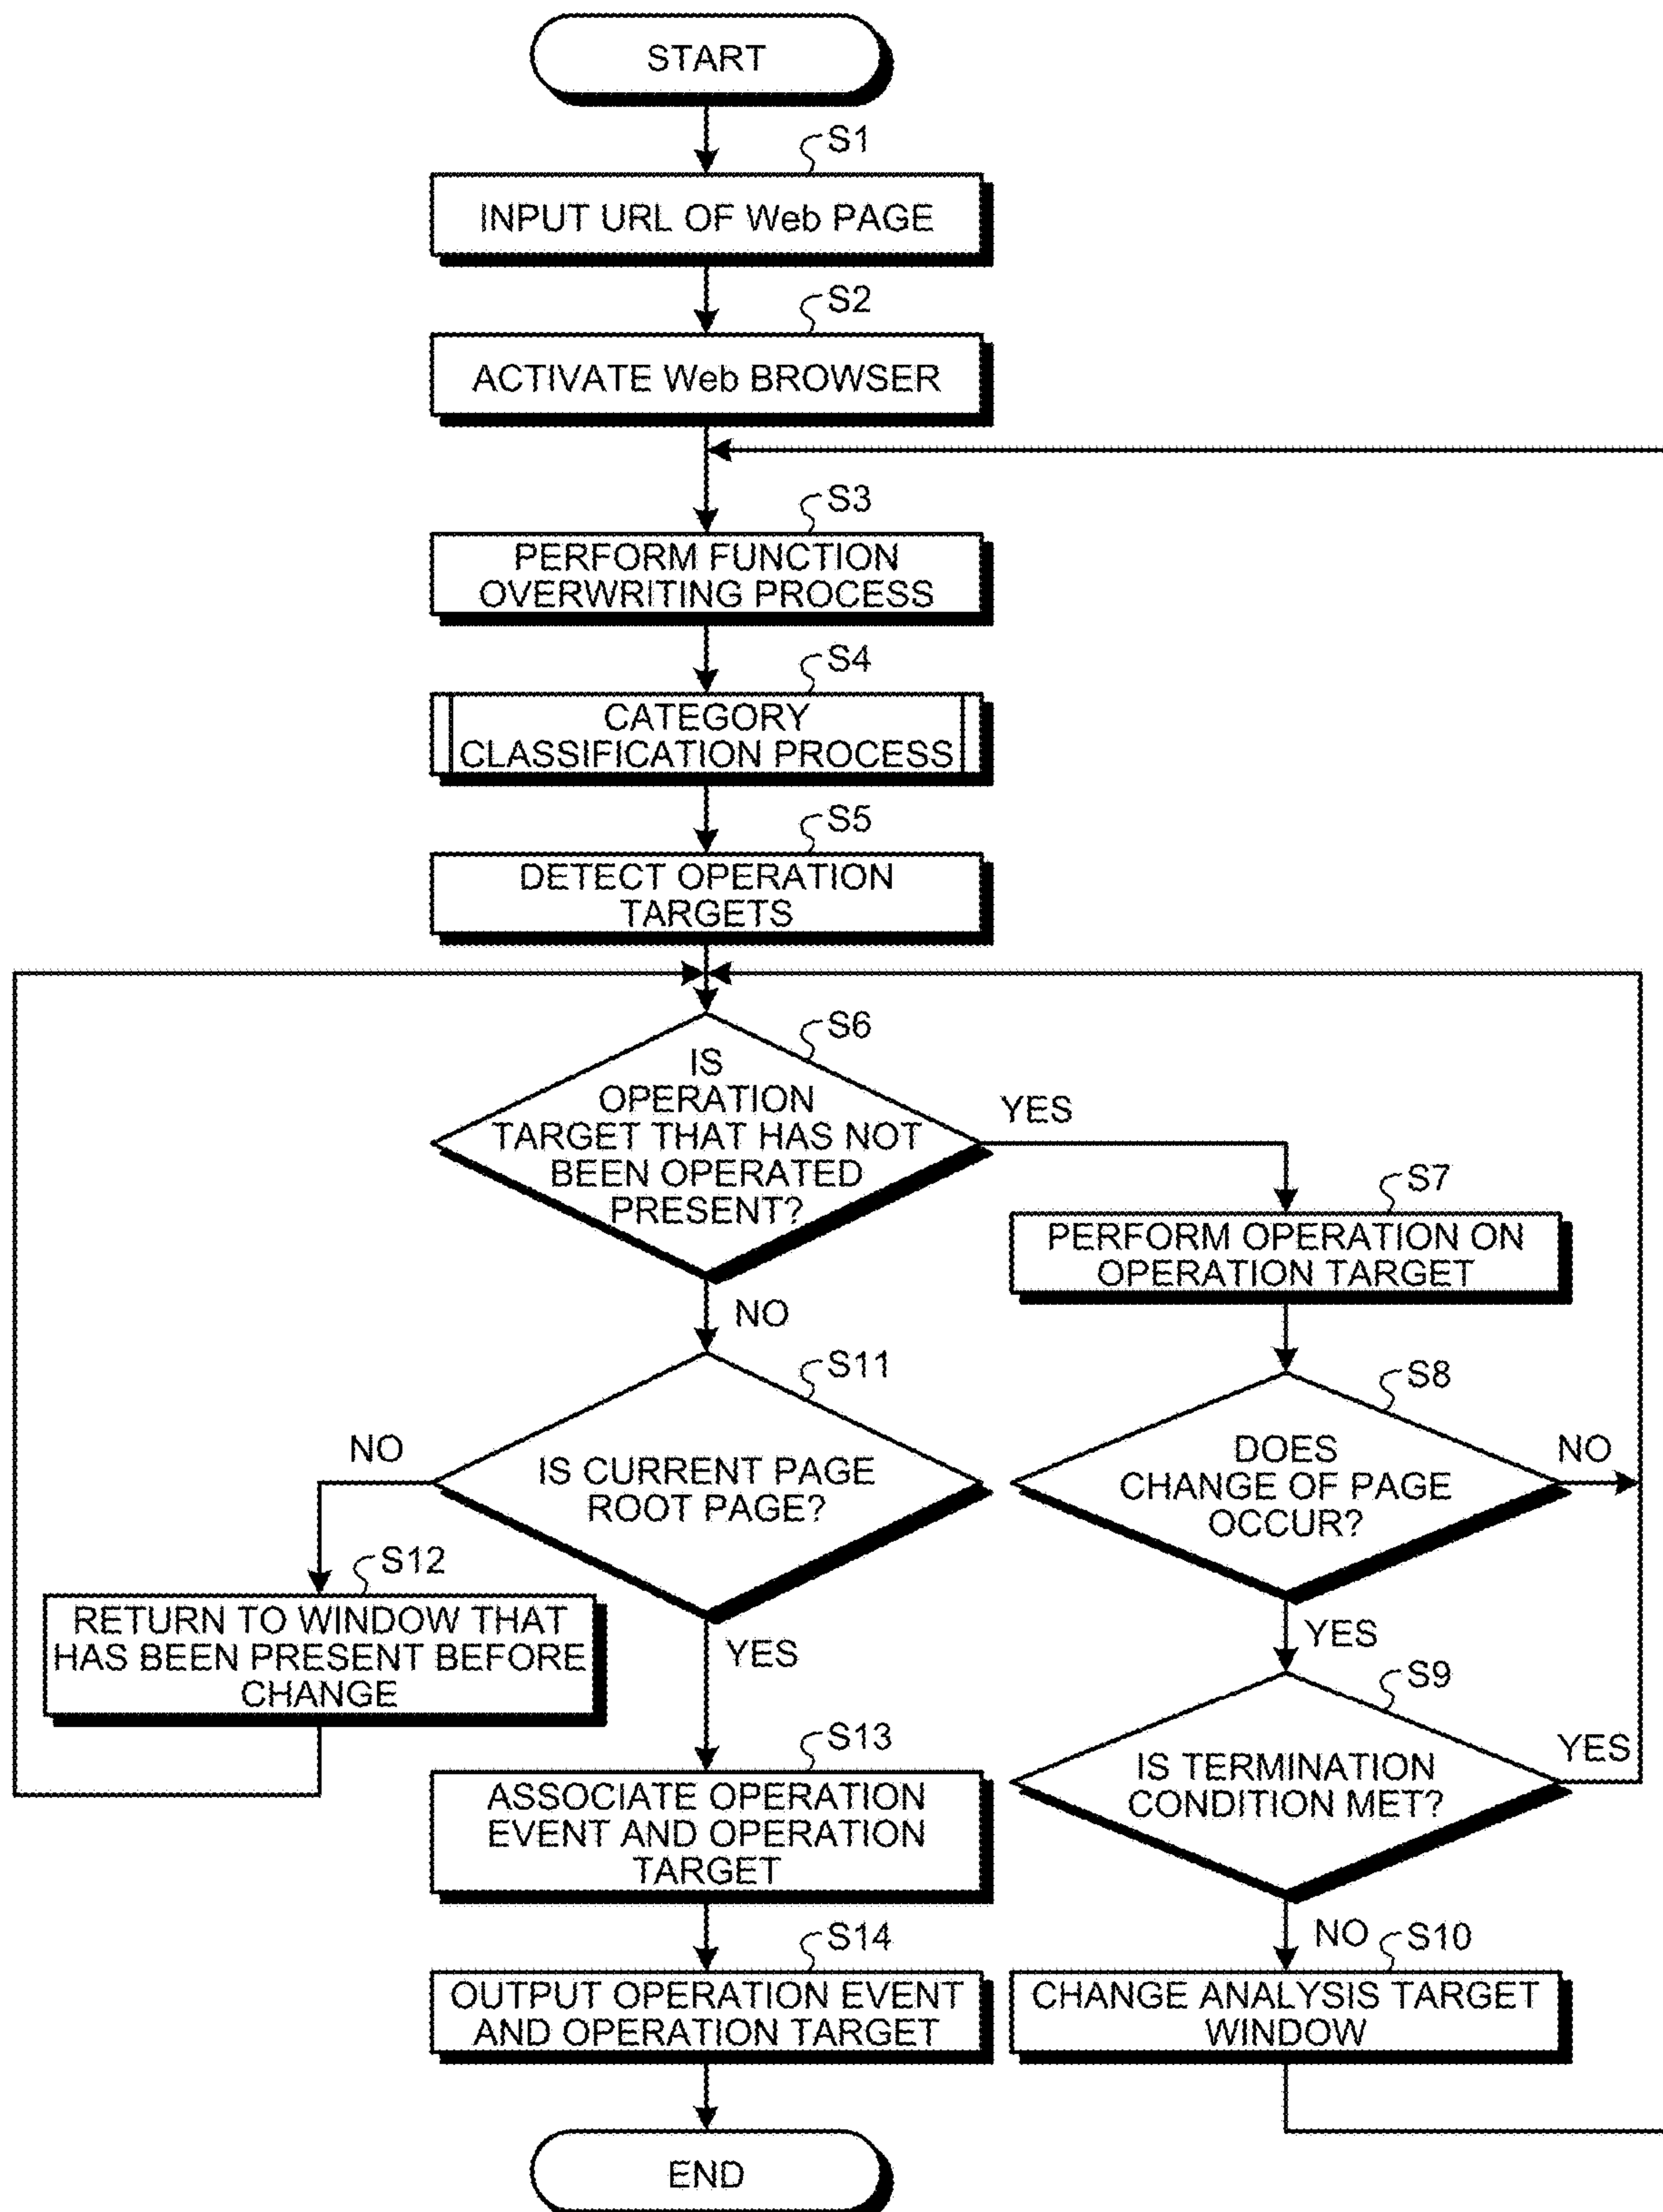 START
S1
INPUT URL OF Web PAGE
S2
ACTIVATE Web BROWSER
S3
PERFORM FUNCTION
OVERWRITING PROCESS
S4
CATEGORY
CLASSIFICATION PROCESS
S5
DETECT OPERATION
TARGETS
S6
IS
OPERATION
TARGET THAT HAS NOT
BEEN OPERATED
PRESENT?
YES
S7
PERFORM OPERATION ON
OPERATION TARGET
NO
S11
IS CURRENT PAGE
ROOT PAGE?
NO
S8
DOES
CHANGE OF PAGE
OCCUR?
NO
S12
RETURN TO WINDOW THAT
HAS BEEN PRESENT BEFORE
CHANGE
YES
YES
S9
IS TERMINATION
CONDITION MET?
YES
S13
ASSOCIATE OPERATION
EVENT AND OPERATION
TARGET
NO
S10
CHANGE ANALYSIS TARGET
WINDOW
S14
OUTPUT OPERATION EVENT
AND OPERATION TARGET
END